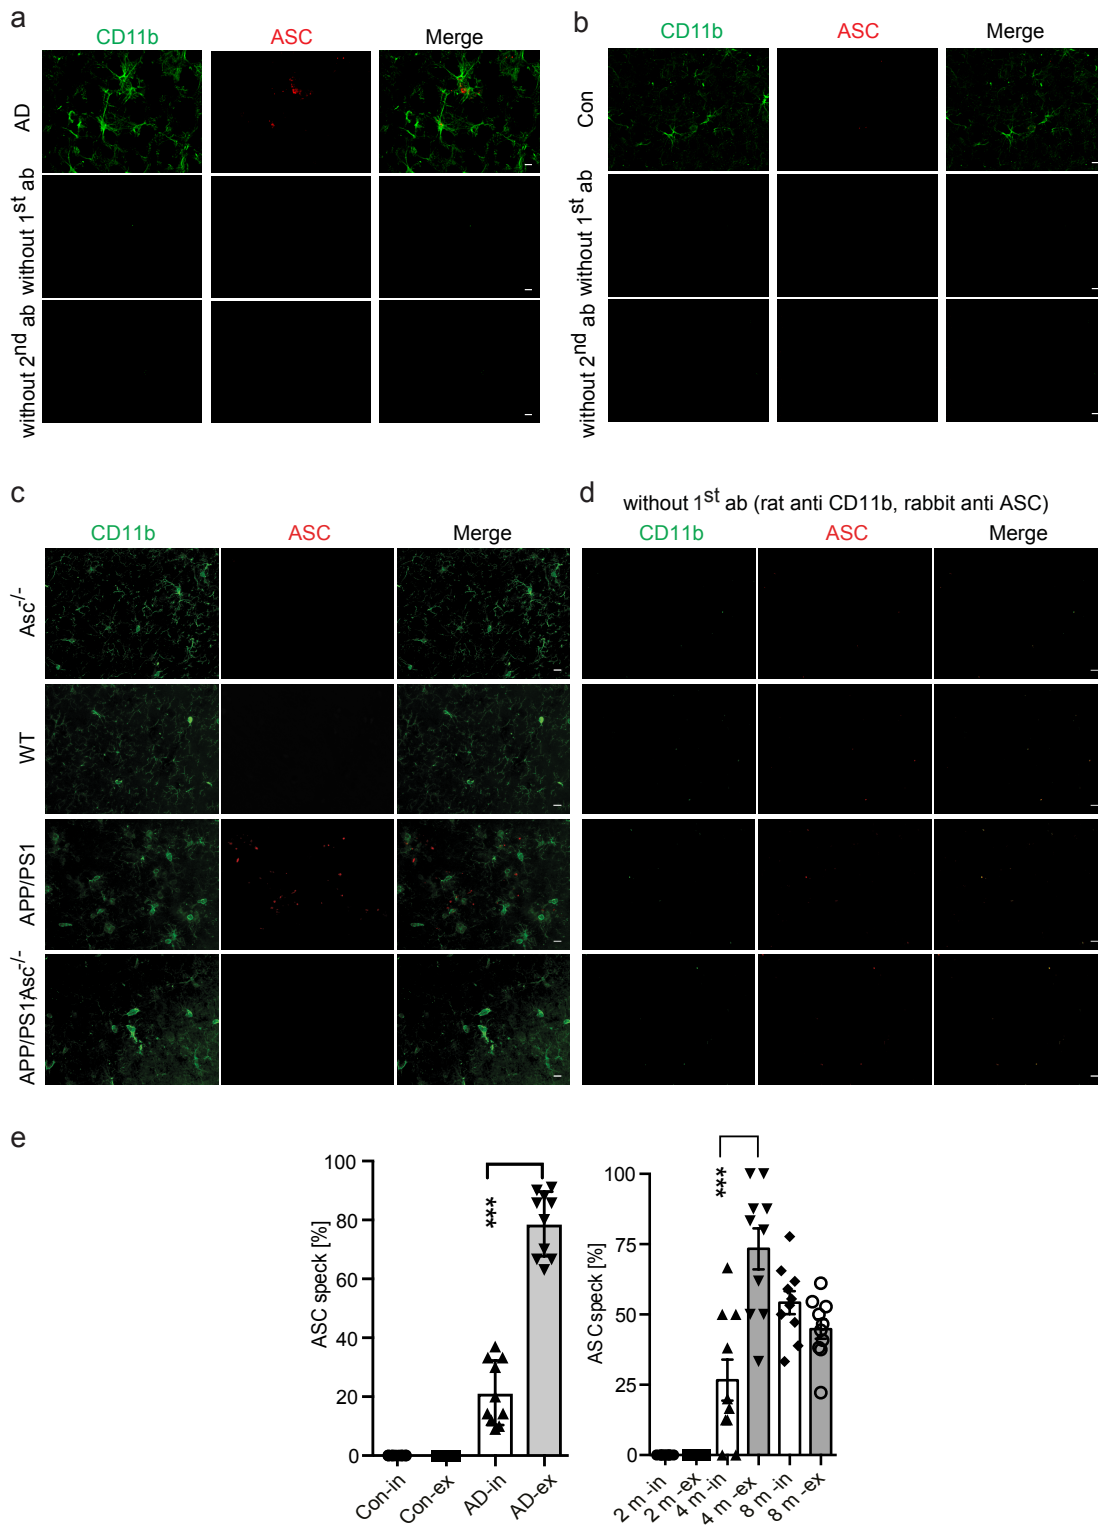 a
CD11b ASC Merge
AD
without 1st ab
without 2nd ab
b
CD11b ASC Merge
Con
without 1st ab
without 2nd ab
c
CD11b ASC Merge
Asc-/-
WT
APP/PS1
APP/PS1Asc-/-
d
without 1st ab (rat anti CD11b, rabbit anti ASC)
CD11b ASC Merge
e
ASC speck [%]
100
80
60
40
20
0
***
Con-in Con-ex AD-in AD-ex
ASC speck [%]
100
75
50
25
0
***
2 m -in 2 m -ex 4 m -in 4 m -ex 8 m -in 8 m -ex